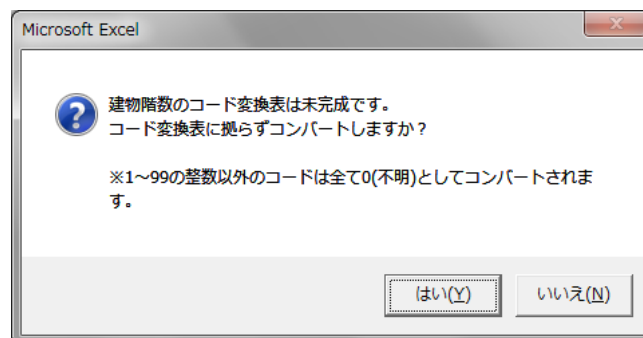 Microsoft Excel
建物階数のコード変換表は未完成です。
コード変換表に拠らずコンバートしますか？
※1～99の整数以外のコードは全て0(不明)としてコンバートされま
す。
はい(Y)
いいえ(N)